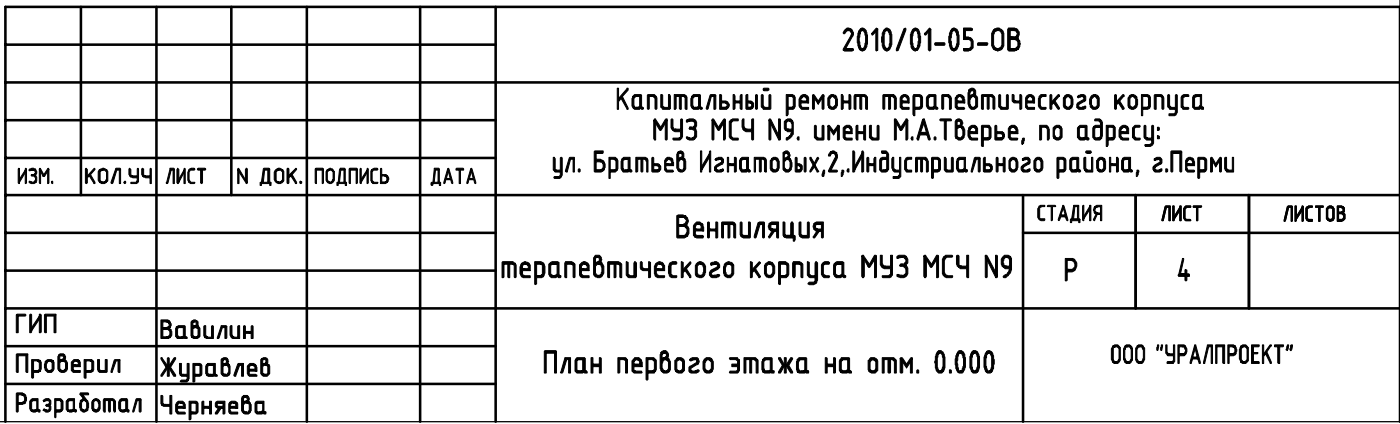 2010/01-05-ОВ
Капитальный ремонт терапевтического корпуса
МУЗ МСЧ N9. имени М.А.Тверье, по адресу:
ул. Братьев Игнатовых,2,.Индустриального района, г.Перми
ИЗМ. КОЛ.УЧ ЛИСТ N ДОК. ПОДПИСЬ ДАТА
Вентиляция
терапевтического корпуса МУЗ МСЧ N9
СТАДИЯ ЛИСТ ЛИСТОВ
Р 4
ГИП Вавилин
Проверил Журавлев
Разработал Черняева
План первого этажа на отм. 0.000
ООО "УРАЛПРОЕКТ"